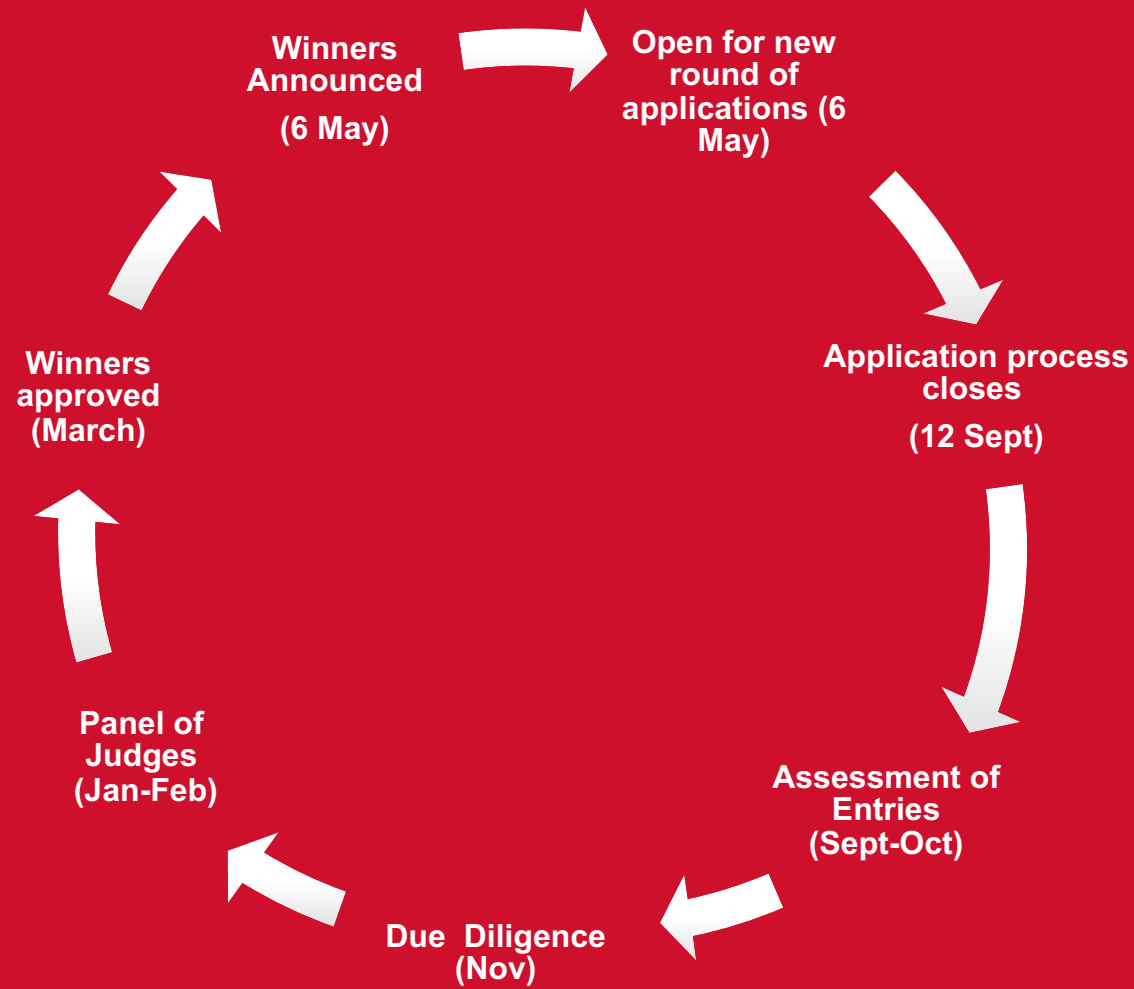 Winners
Announced
(6 May)
Open for new
round of
applications (6
May)
Application process
closes
(12 Sept)
Assessment of
Entries
(Sept-Oct)
Due  Diligence
(Nov)
Panel of
Judges
(Jan-Feb)
Winners
approved
(March)